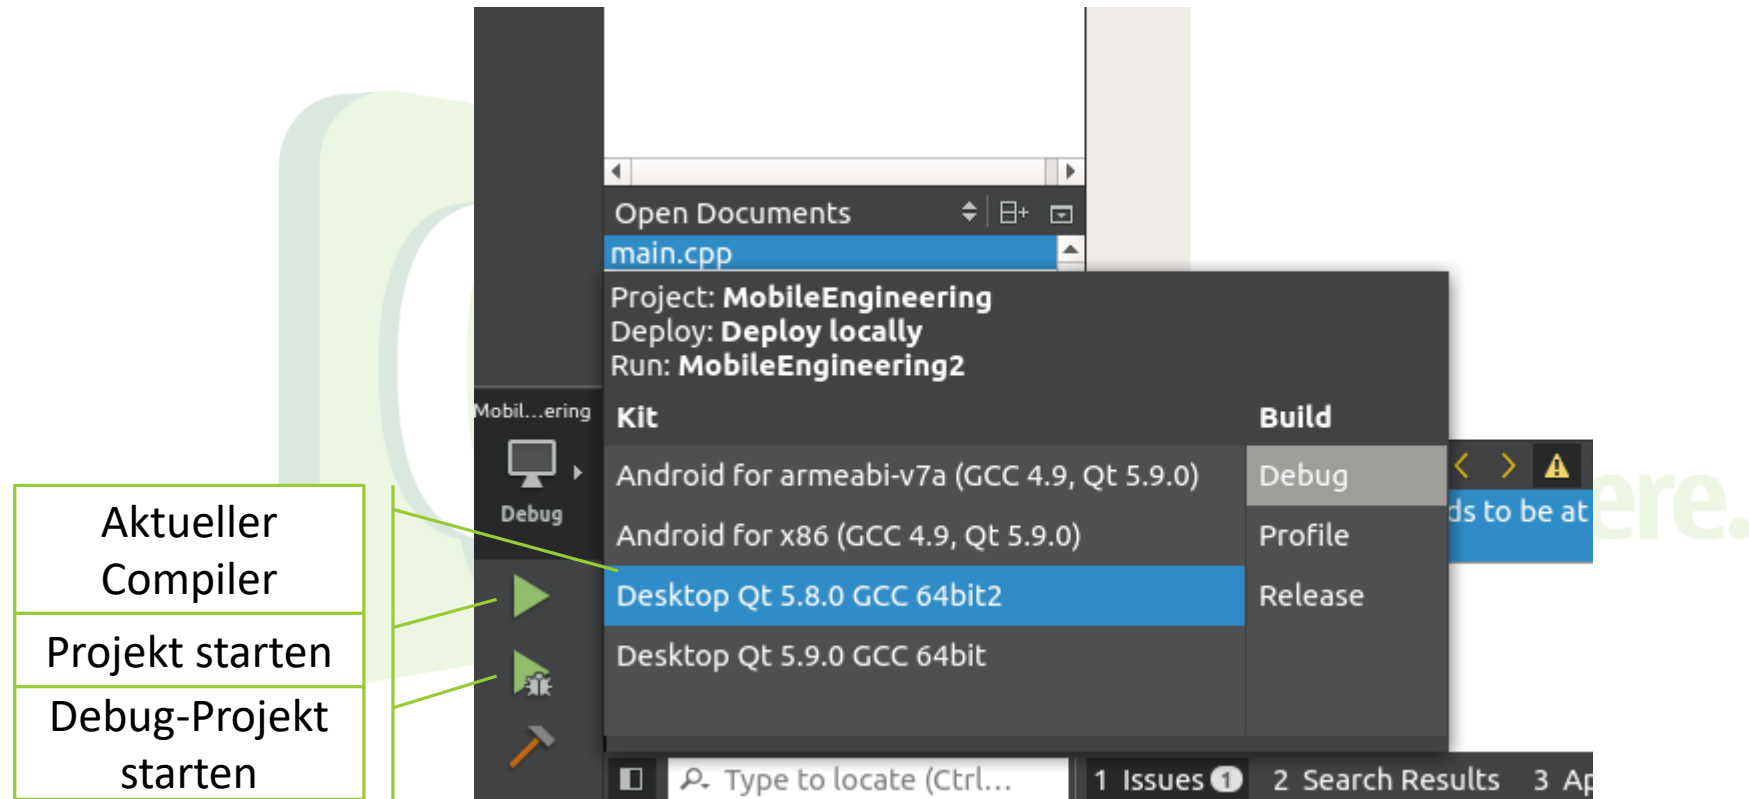 Open Documents
main.cpp
Project: MobileEngineering
Deploy: Deploy locally
Run: MobileEngineering2
Mobil...ering
Kit
Build
Android for armeabi-v7a (GCC 4.9, Qt 5.9.0)
Debug
Debug
ds to be at
ere.
Android for x86 (GCC 4.9, Qt 5.9.0)
Profile
Desktop Qt 5.8.0 GCC 64bit2
Release
Desktop Qt 5.9.0 GCC 64bit
Aktueller
Compiler
Projekt starten
Debug-Projekt
starten
Type to locate (Ctrl...
1 Issues 1
2 Search Results
3 Ap